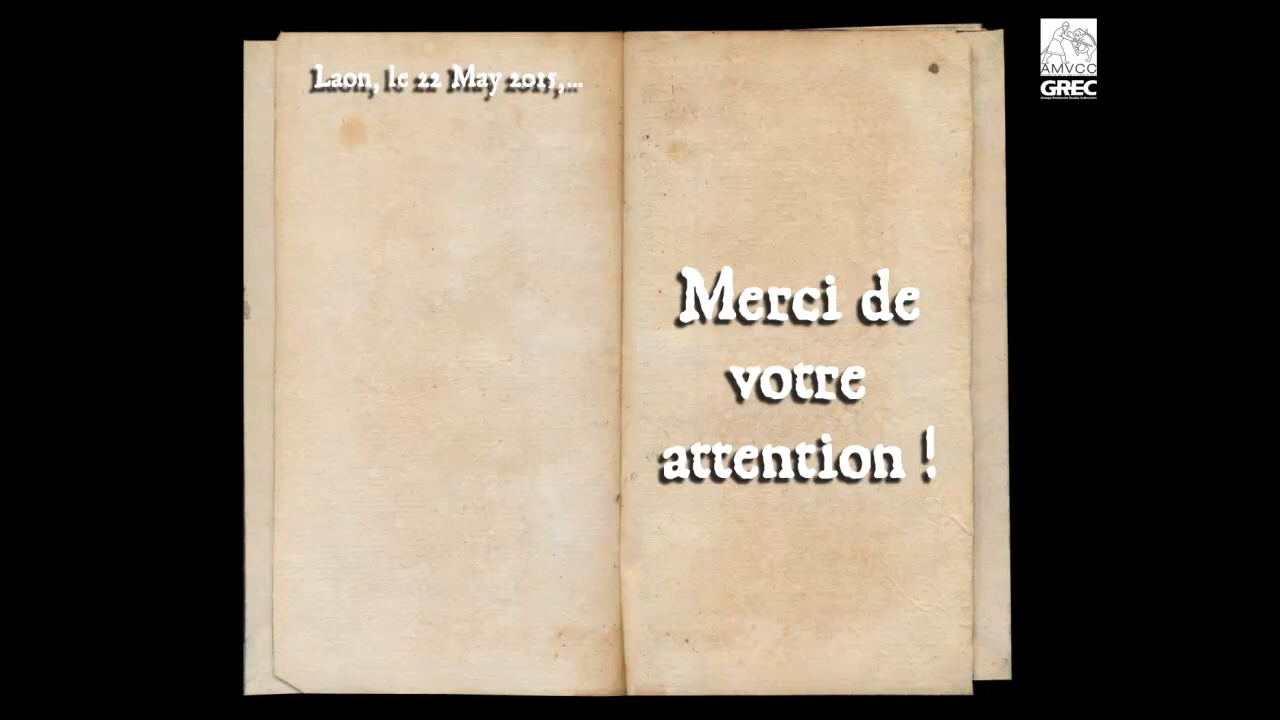 Laon, le 22 May 2015,...
Merci de
votre
attention !
AMVCC
GREC